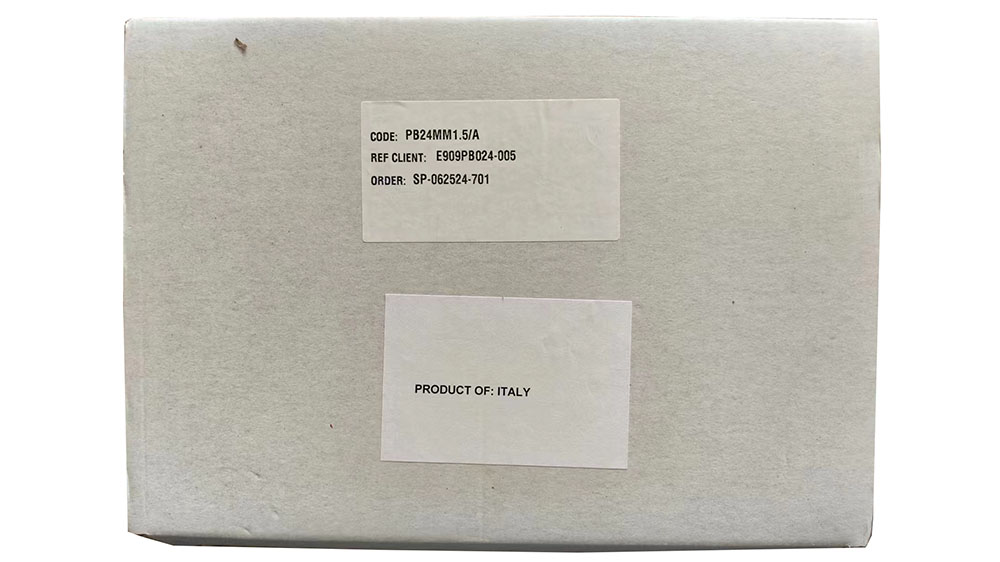 CODE: PB24MM1.5/A
REF CLIENT: E909PB024-005
ORDER: SP-062524-701
PRODUCT OF: ITALY